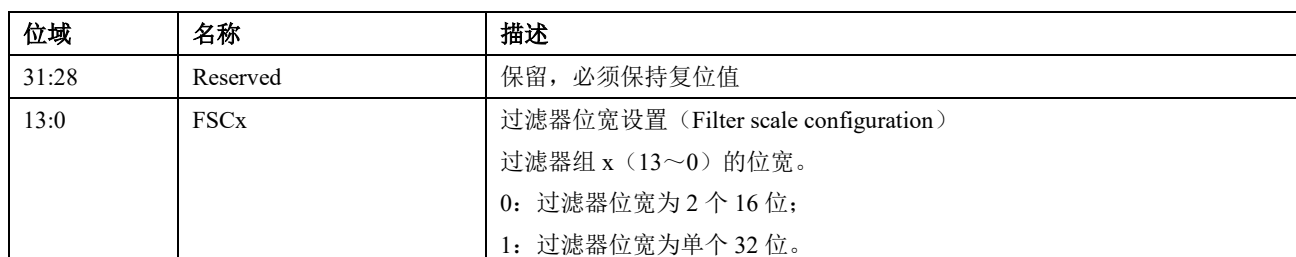 位域 名称 描述
31:28 Reserved 保留，必须保持复位值
13:0 FSCx 过滤器位宽设置（Filter scale configuration）
过滤器组 x（13～0）的位宽。
0：过滤器位宽为 2 个 16 位；
1：过滤器位宽为单个 32 位。